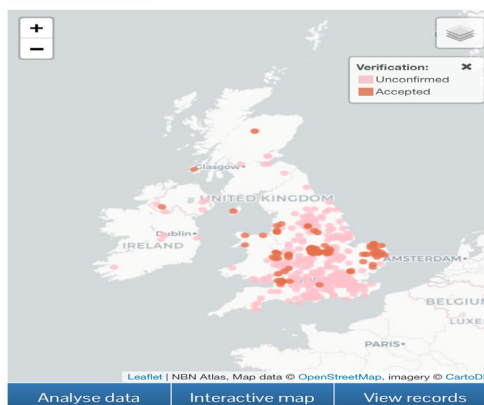 +
−
Verification: ×
Unconfirmed
Accepted
Glasgow
UNITED KINGDOM
Dublin
IRELAND
AMSTERDAM
BELGIU
LUXE
PARIS
Leaflet | NBN Atlas, Map data © OpenStreetMap, imagery © CartoD
Analyse data Interactive map View records